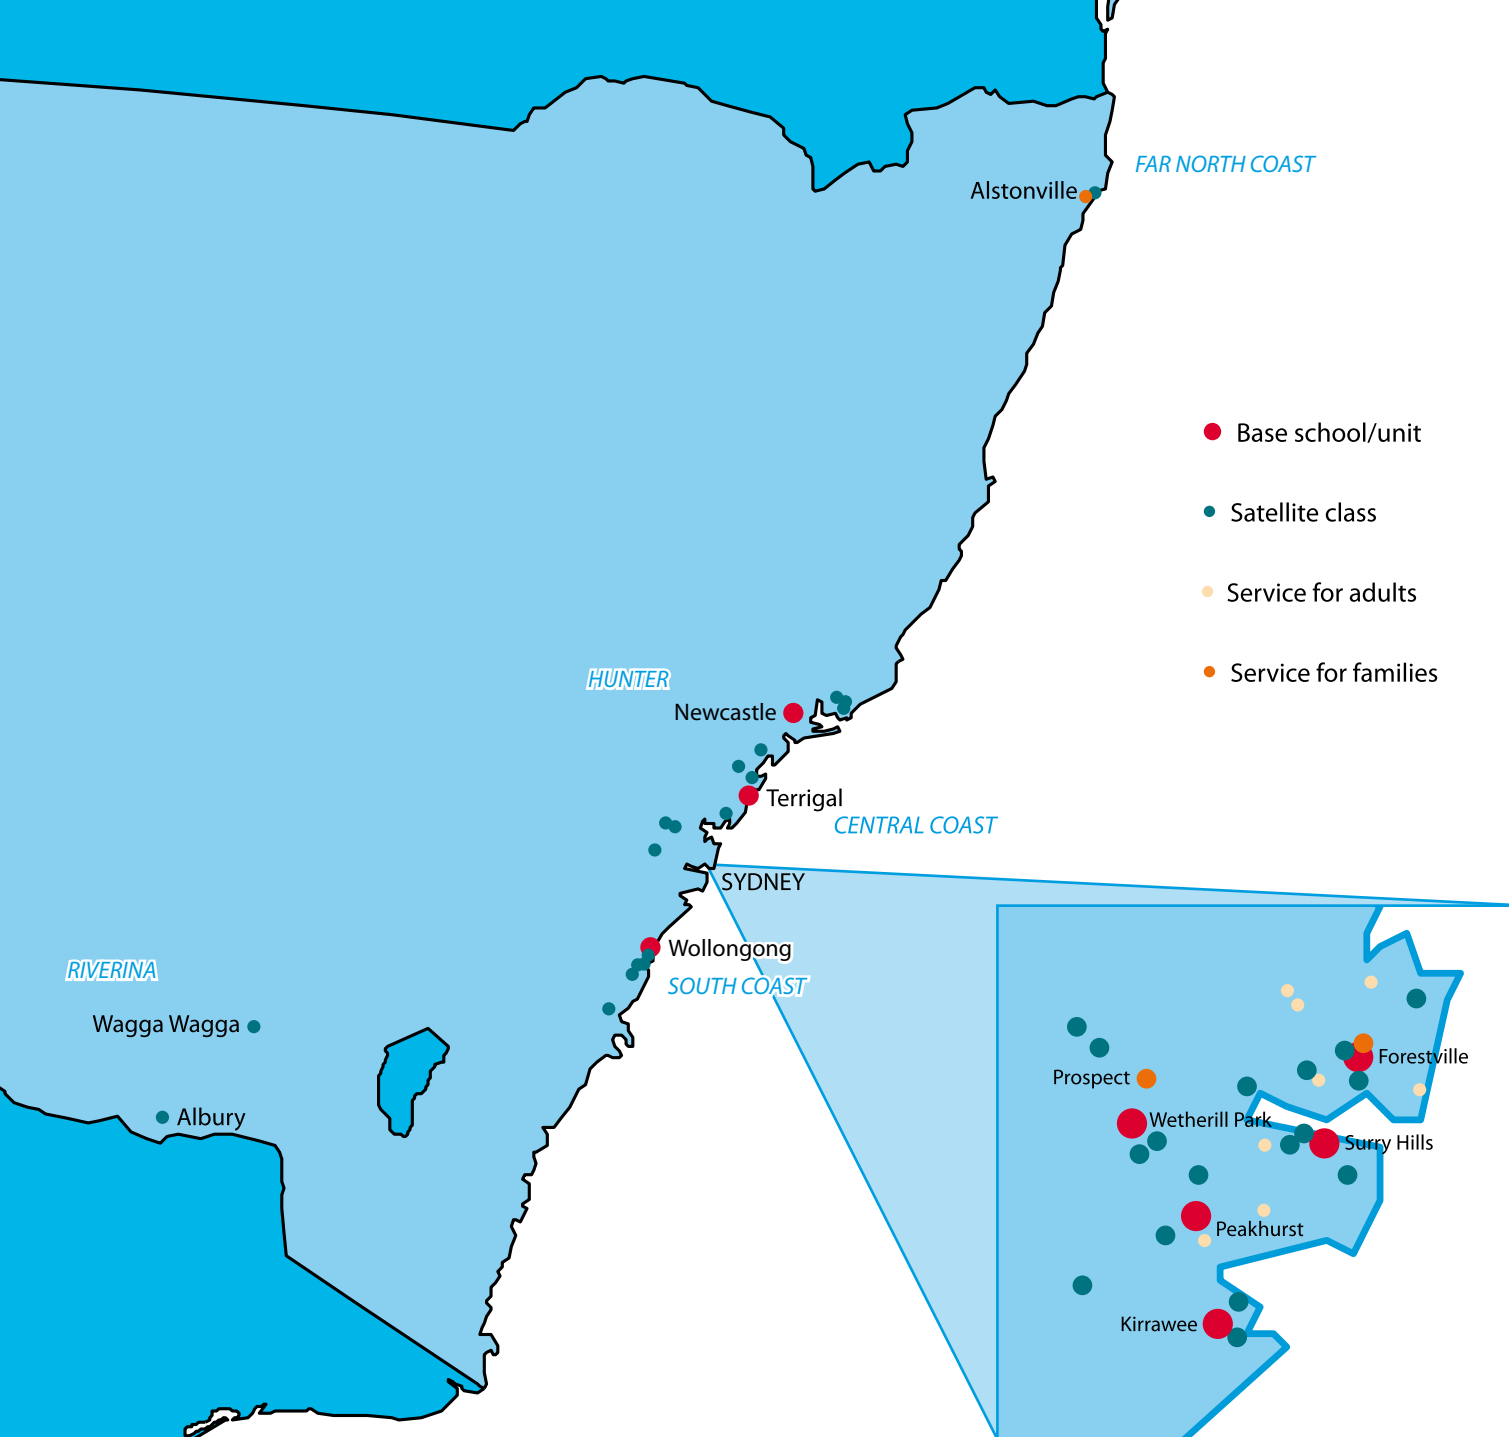 FAR NORTH COAST
Alstonville
Base school/unit
Satellite class
Service for adults
Service for families
HUNTER
Newcastle
Terrigal
CENTRAL COAST
SYDNEY
Wollongong
SOUTH COAST
RIVERINA
Wagga Wagga
Albury
Forestville
Prospect
Wetherill Park
Surry Hills
Peakhurst
Kirrawee